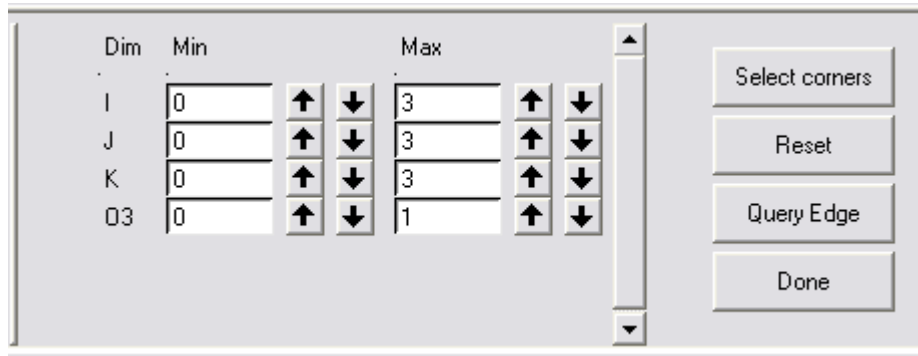 Dim Min Max
I 0 3
J 0 3
K 0 3
O3 0 1
Select corners
Reset
Query Edge
Done